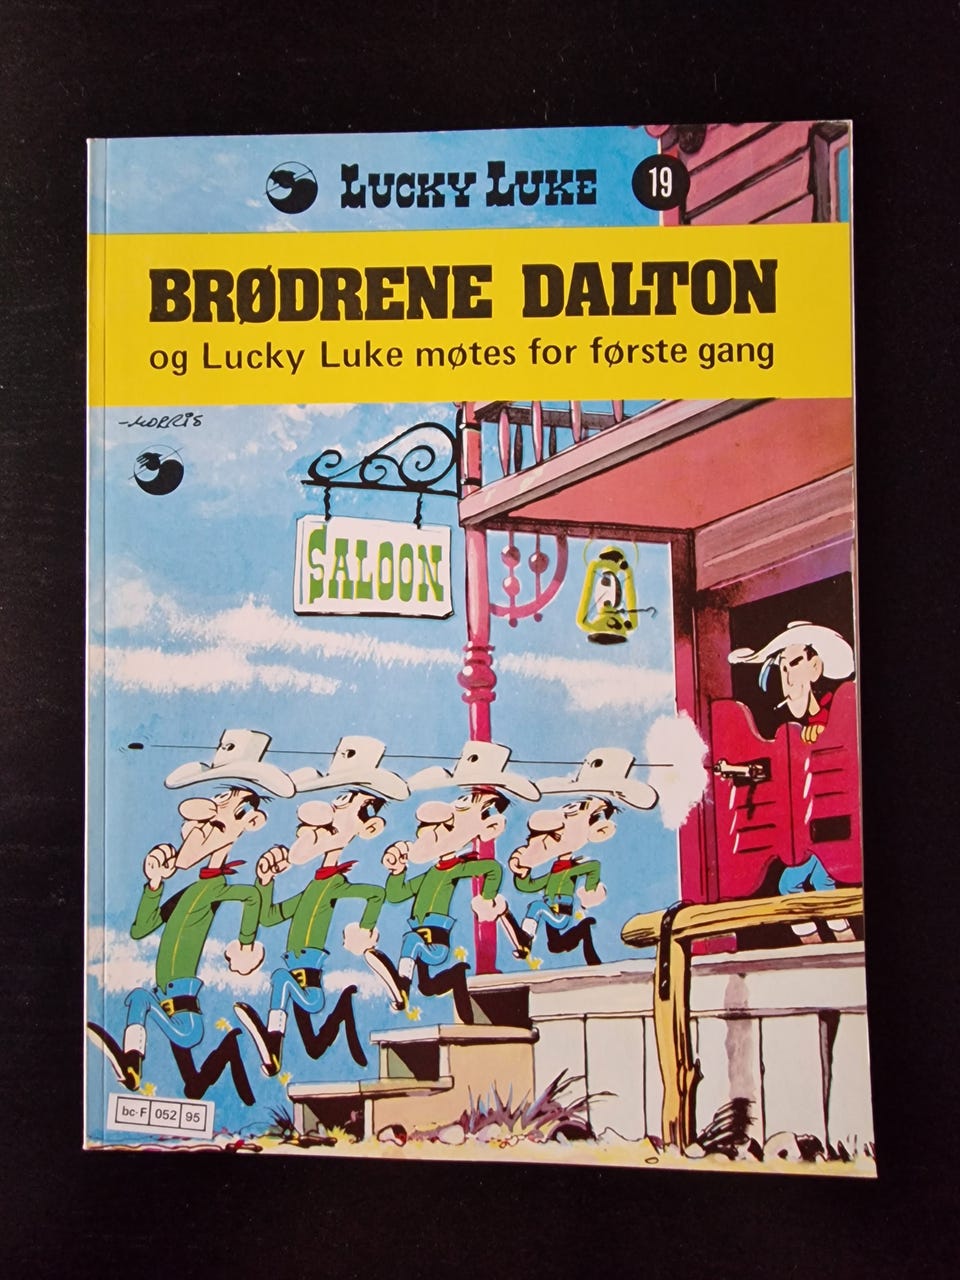 LUCKY LUKE 19
BRØDRENE DALTON
og Lucky Luke møtes for første gang
MORRIS
SALOON
bc-F 052 95